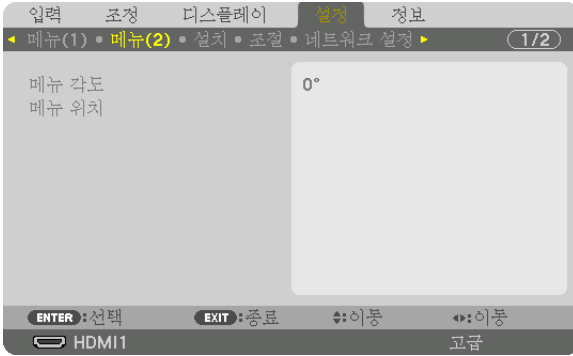 입력 조정 디스플레이 설정 정보
◀ 메뉴(1) ● 메뉴(2) ● 설치 ● 조절 ● 네트워크 설정 ▶ 1/2
메뉴 각도 0°
메뉴 위치
ENTER :선택 EXIT :종료 ◆:이동 ◀▶:이동
HDMI1 고급